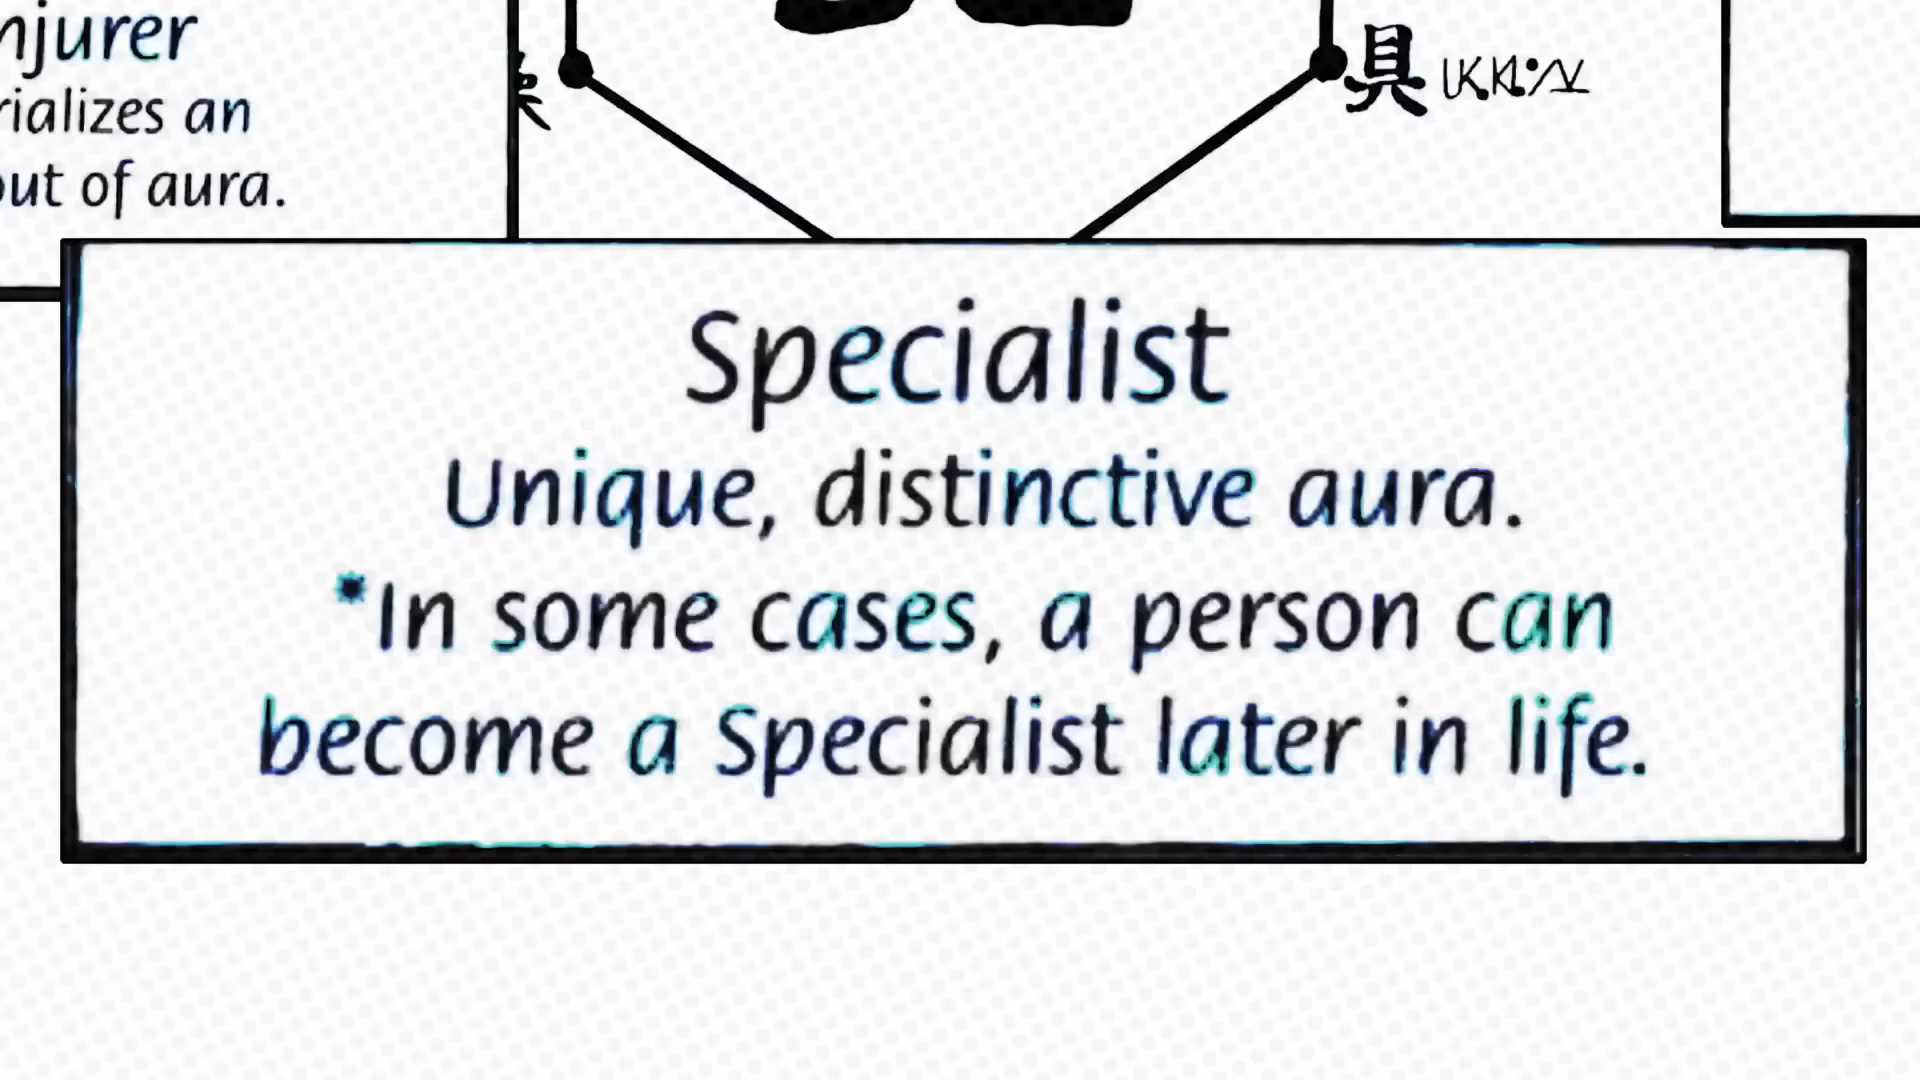 rializes an
out of aura.
具
Specialist
Unique, distinctive aura.
*In some cases, a person can
become a Specialist later in life.